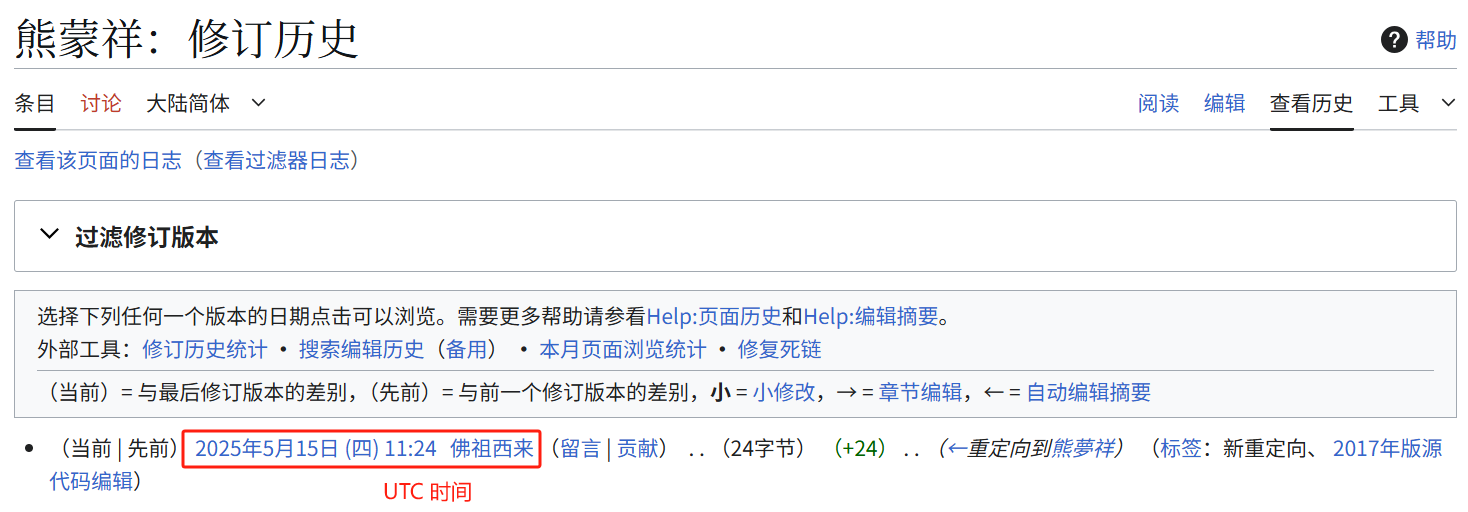 熊蒙祥：修订历史
帮助
条目 讨论 大陆简体
阅读 编辑 查看历史 工具
查看该页面的日志（查看过滤器日志）
过滤修订版本
选择下列任何一个版本的日期点击可以浏览。需要更多帮助请参看Help:页面历史和Help:编辑摘要。
外部工具：修订历史统计 • 搜索编辑历史（备用） • 本月页面浏览统计 • 修复死链
（当前）= 与最后修订版本的差别，（先前）= 与前一个修订版本的差别，小 = 小修改，→ = 章节编辑，← = 自动编辑摘要
• （当前 | 先前） 2025年5月15日 (四) 11:24 佛祖西来（留言 | 贡献） . . （24字节） （+24） . . （←重定向到熊夢祥） （标签：新重定向、 2017年版源
代码编辑）
UTC 时间